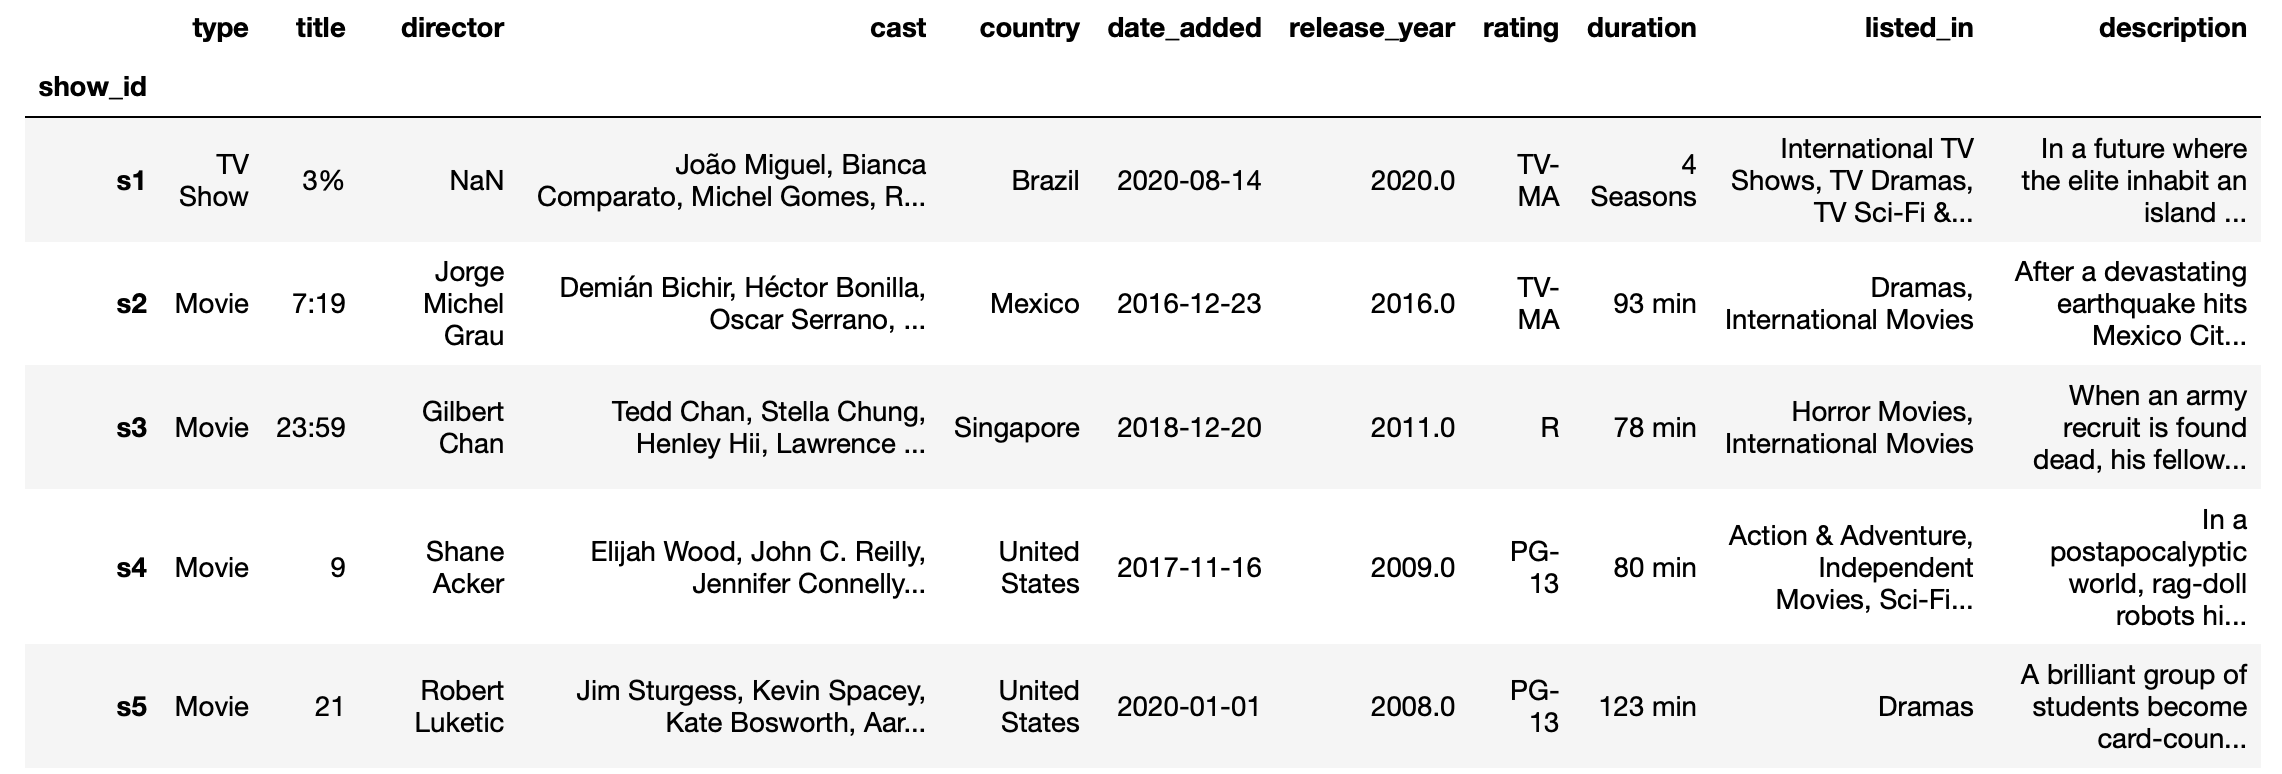 type title director cast country date_added release_year rating duration listed_in description
show_id
s1 TV Show 3% NaN João Miguel, Bianca Comparato, Michel Gomes, R... Brazil 2020-08-14 2020.0 TV-MA 4 Seasons International TV Shows, TV Dramas, TV Sci-Fi &... In a future where the elite inhabit an island ...
s2 Movie 7:19 Jorge Michel Grau Demián Bichir, Héctor Bonilla, Oscar Serrano, ... Mexico 2016-12-23 2016.0 TV-MA 93 min Dramas, International Movies After a devastating earthquake hits Mexico Cit...
s3 Movie 23:59 Gilbert Chan Tedd Chan, Stella Chung, Henley Hii, Lawrence ... Singapore 2018-12-20 2011.0 R 78 min Horror Movies, International Movies When an army recruit is found dead, his fellow...
s4 Movie 9 Shane Acker Elijah Wood, John C. Reilly, Jennifer Connelly... United States 2017-11-16 2009.0 PG-13 80 min Action & Adventure, Independent Movies, Sci-Fi... In a postapocalyptic world, rag-doll robots hi...
s5 Movie 21 Robert Luketic Jim Sturgess, Kevin Spacey, Kate Bosworth, Aar... United States 2020-01-01 2008.0 PG-13 123 min Dramas A brilliant group of students become card-coun...